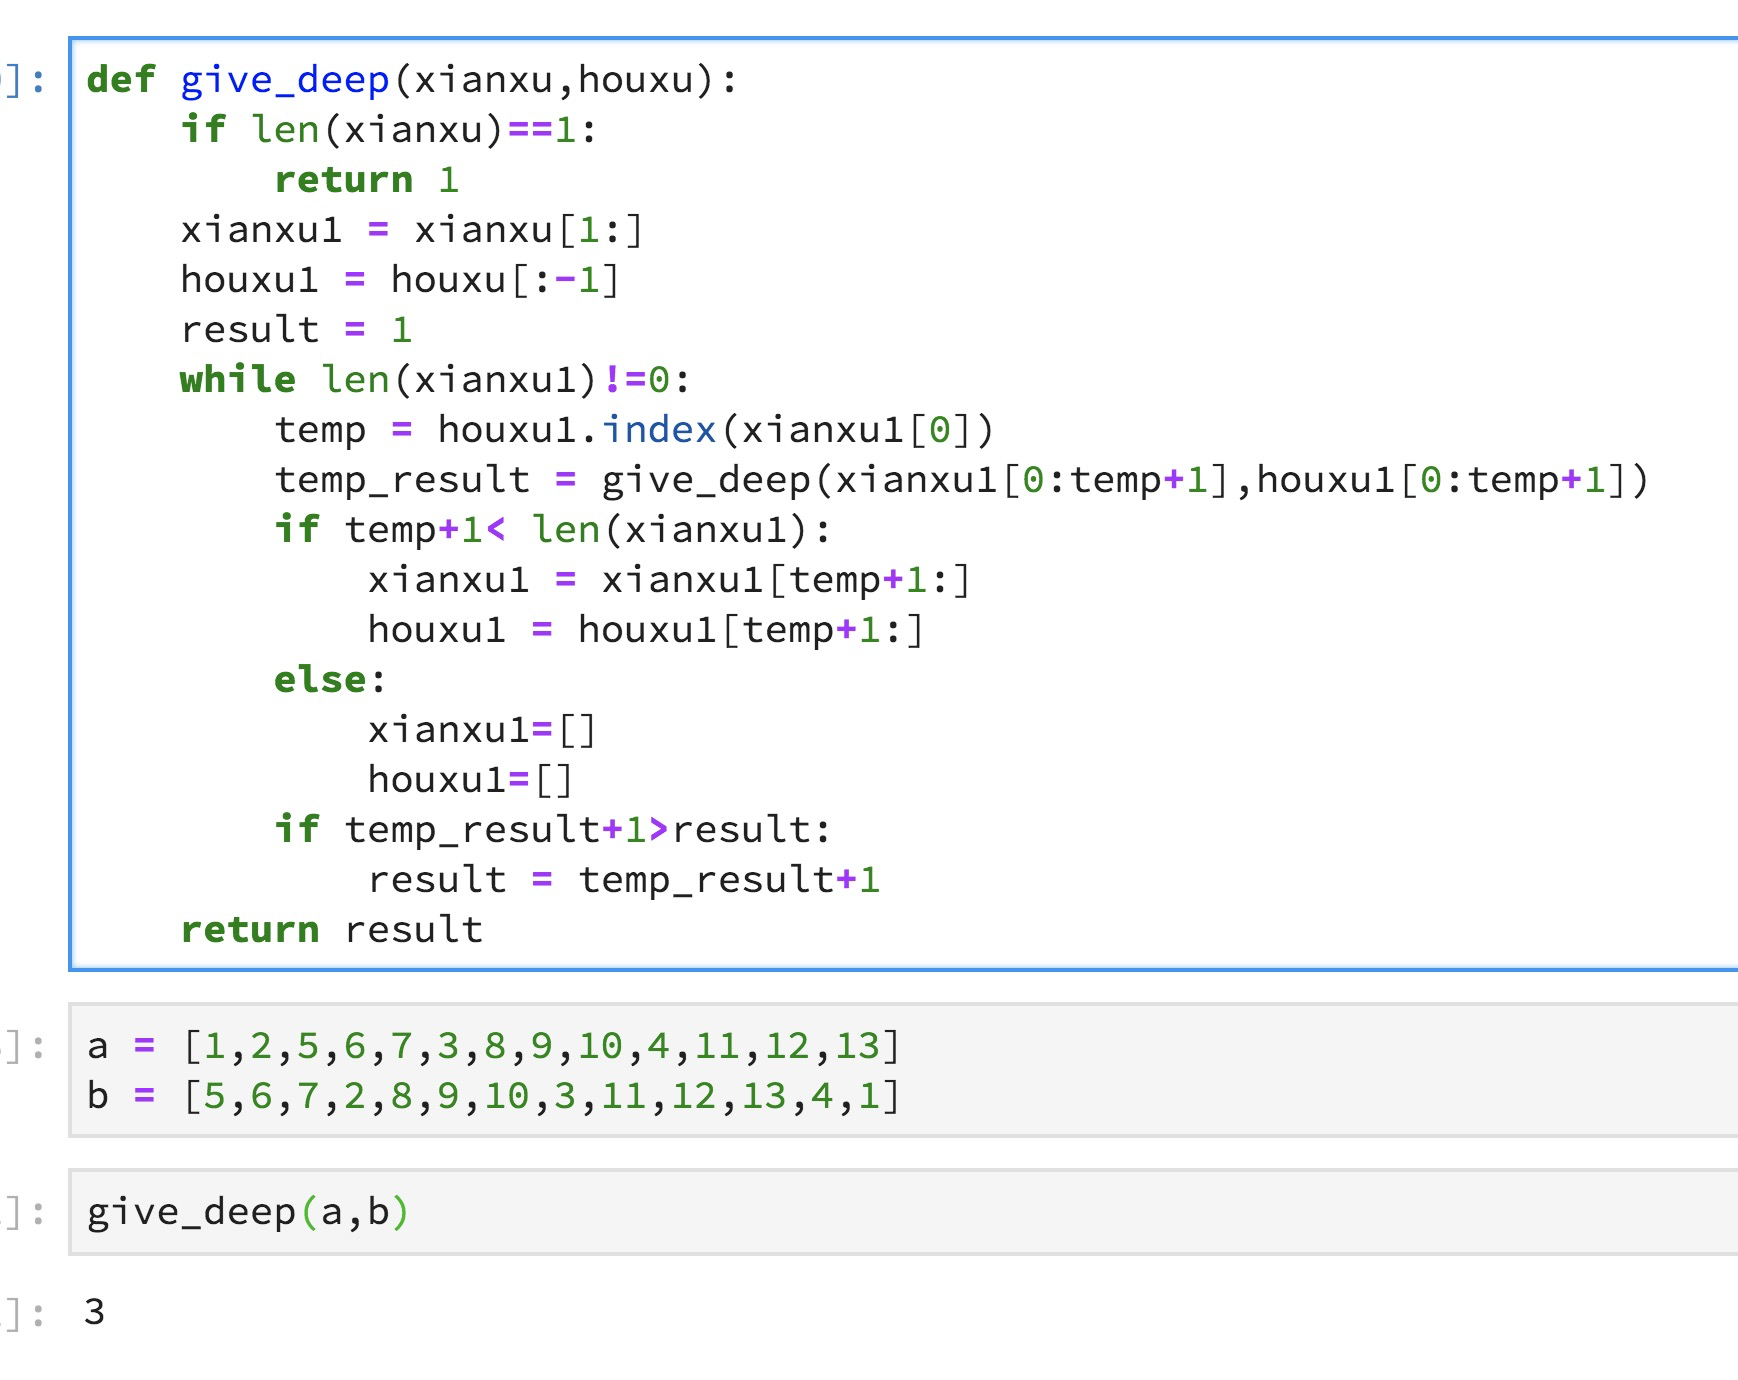 ]:
def give_deep(xianxu,houxu):
    if len(xianxu)==1:
        return 1
    xianxu1 = xianxu[1:]
    houxu1 = houxu[:-1]
    result = 1
    while len(xianxu1)!=0:
        temp = houxu1.index(xianxu1[0])
        temp_result = give_deep(xianxu1[0:temp+1],houxu1[0:temp+1])
        if temp+1< len(xianxu1):
            xianxu1 = xianxu1[temp+1:]
            houxu1 = houxu1[temp+1:]
        else:
            xianxu1=[]
            houxu1=[]
        if temp_result+1>result:
            result = temp_result+1
    return result
]:
a = [1,2,5,6,7,3,8,9,10,4,11,12,13]
b = [5,6,7,2,8,9,10,3,11,12,13,4,1]
]:
give_deep(a,b)
]:
3